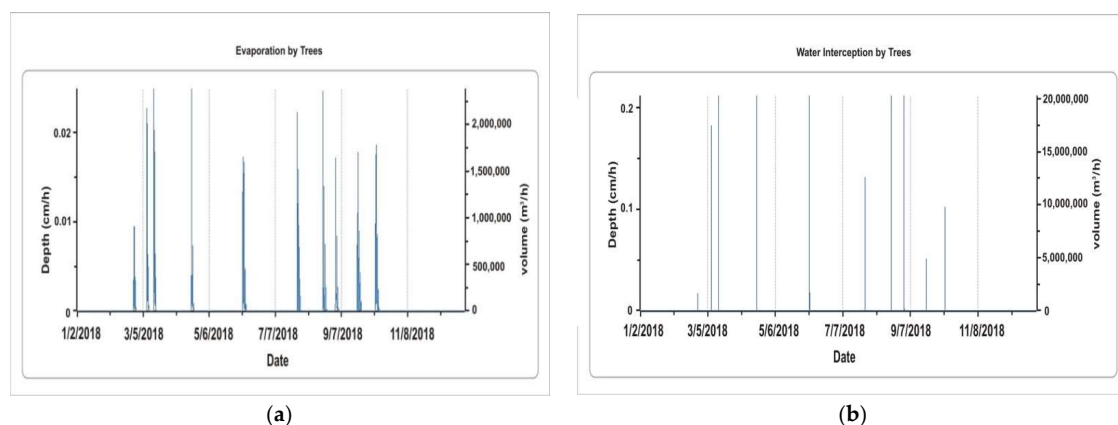 Evaporation by Trees
0.02
0.01
0
Depth (cm/h)
2,000,000
1,500,000
1,000,000
500,000
0
volume (m³/h)
1/2/2018 3/5/2018 5/6/2018 7/7/2018 9/7/2018 11/8/2018
Date
(a)
Water Interception by Trees
0.2
0.1
0
Depth (cm/h)
20,000,000
15,000,000
10,000,000
5,000,000
0
volume (m³/h)
1/2/2018 3/5/2018 5/6/2018 7/7/2018 9/7/2018 11/8/2018
Date
(b)